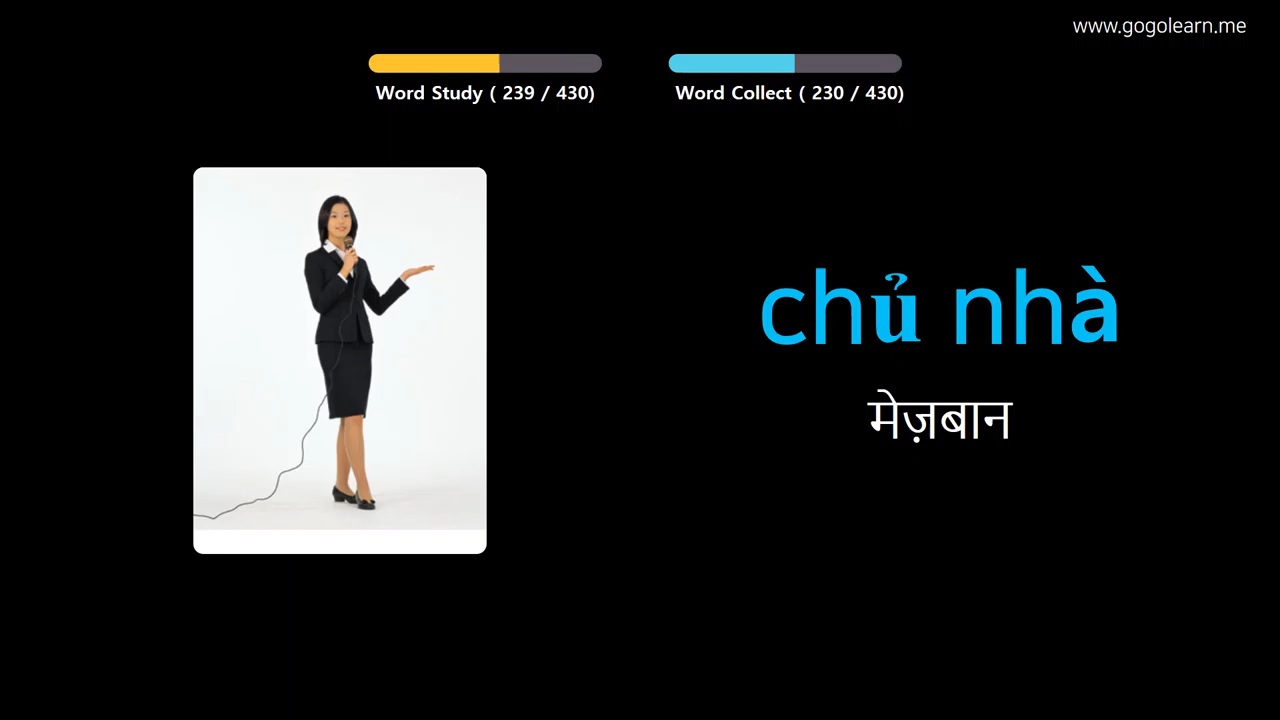 www.gogolearn.me
Word Study ( 239 / 430)
Word Collect ( 230 / 430)
chủ nhà
मेज़बान